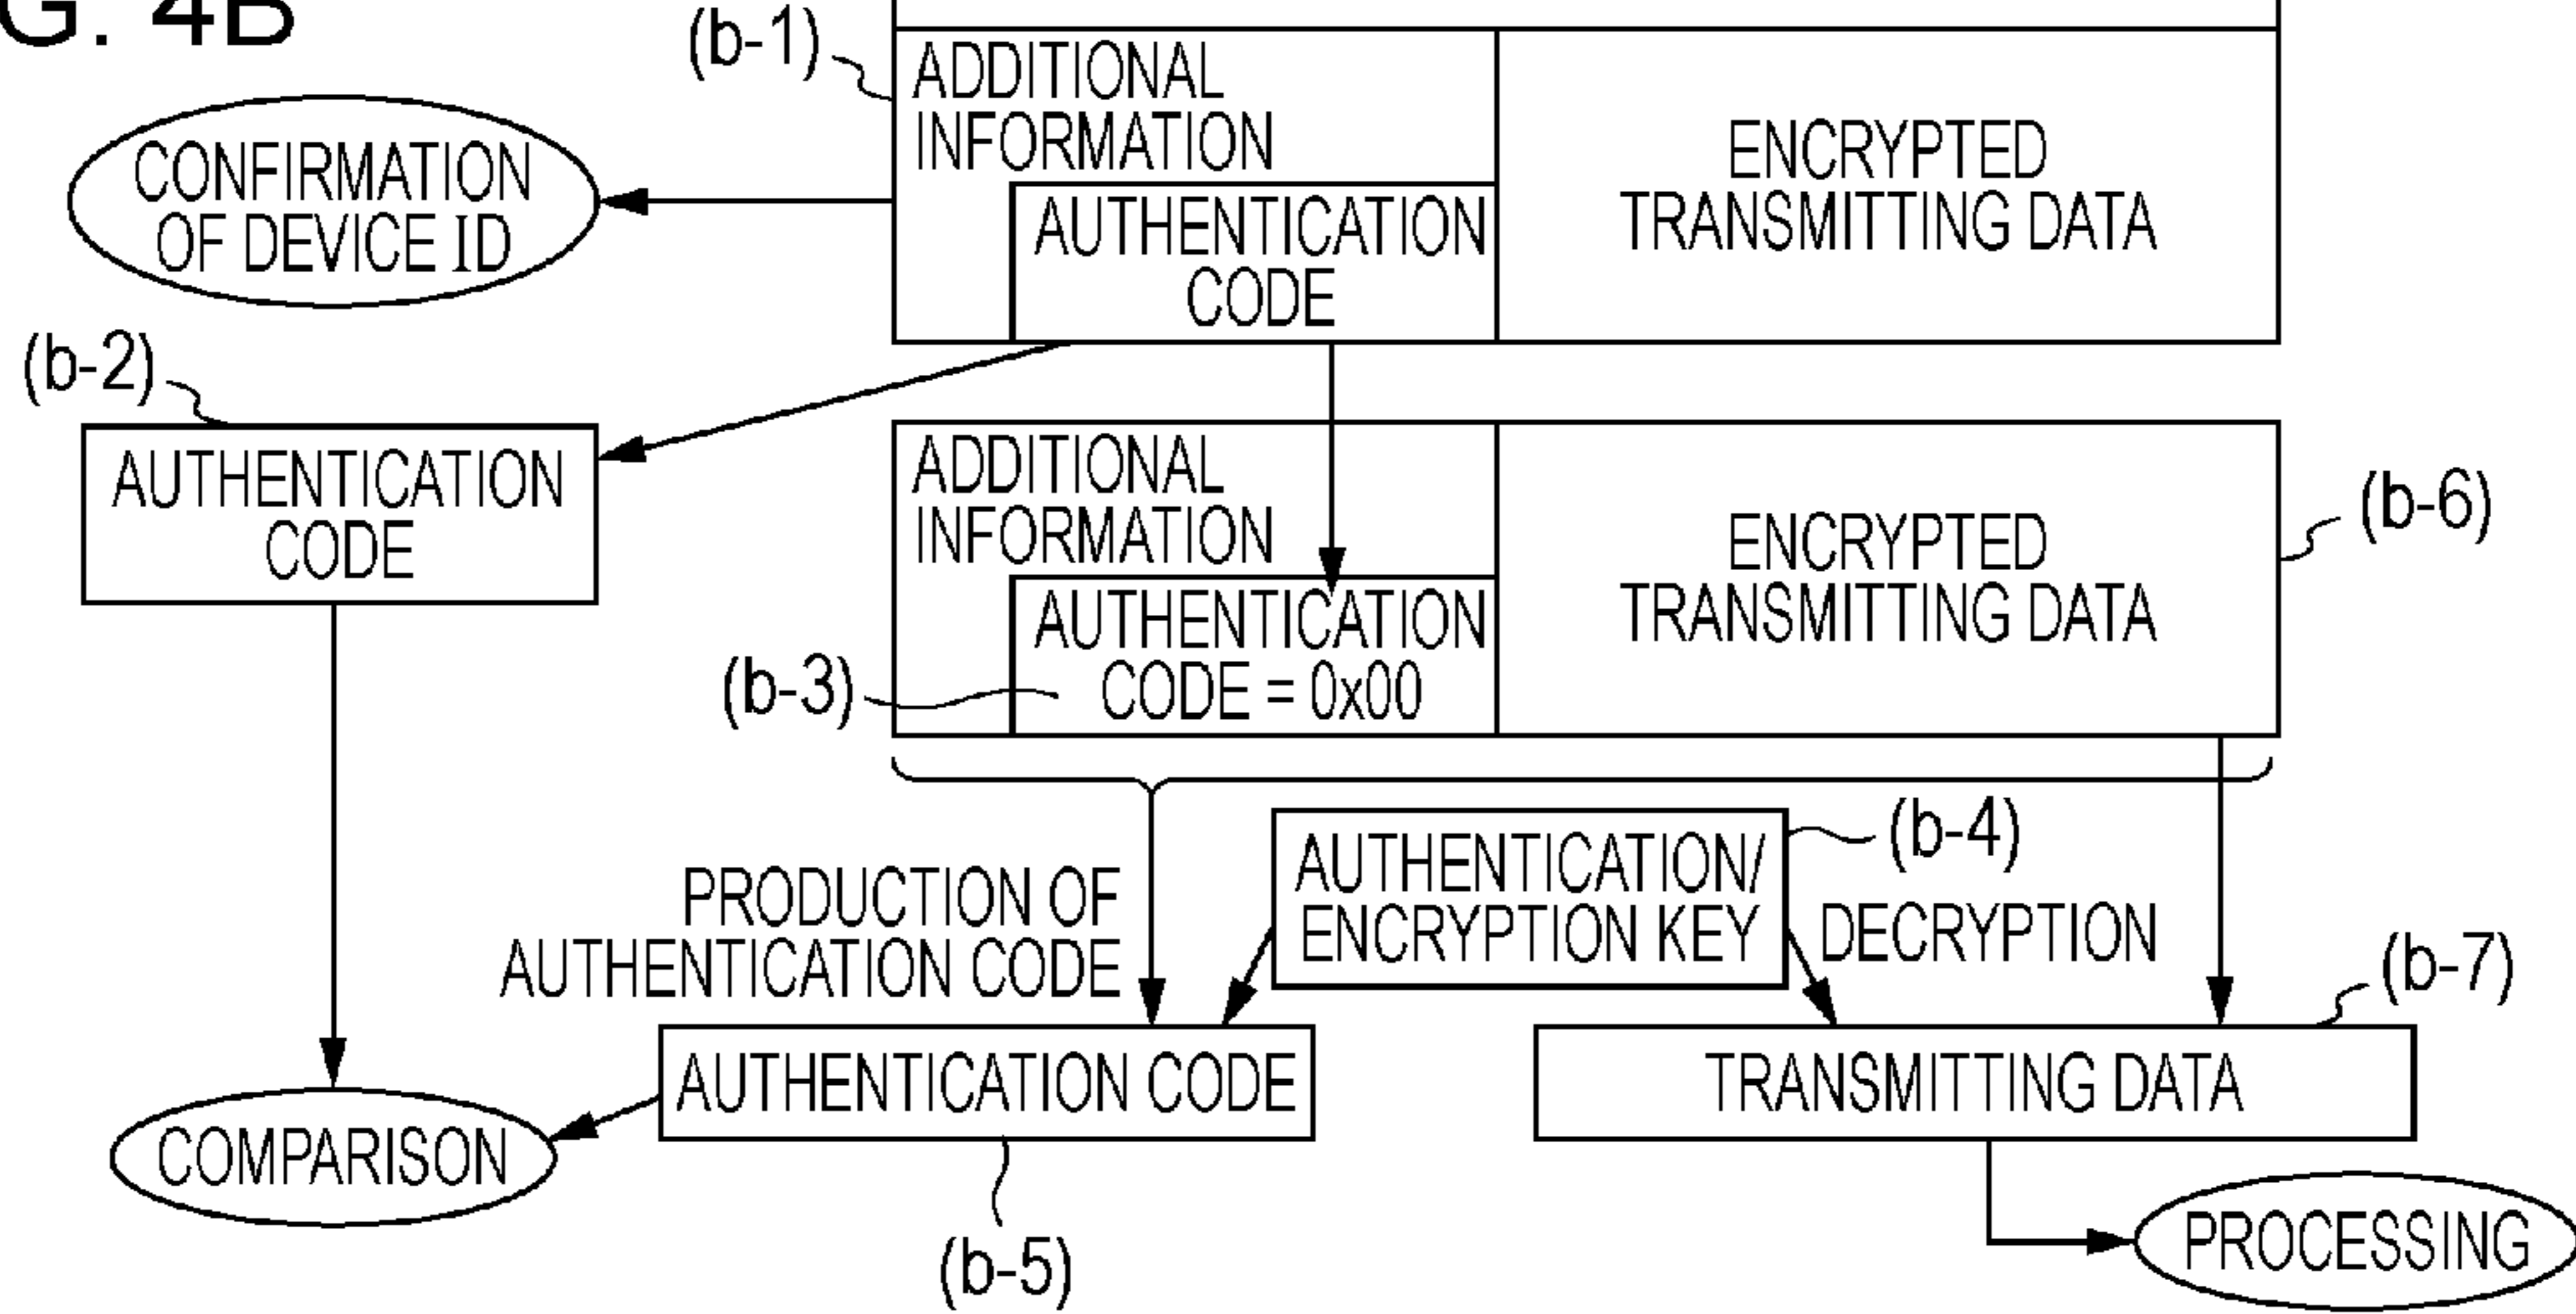 G. 4B
(b-1)
ADDITIONAL
INFORMATION
AUTHENTICATION
CODE
ENCRYPTED
TRANSMITTING DATA
CONFIRMATION
OF DEVICE ID
(b-2)
AUTHENTICATION
CODE
ADDITIONAL
INFORMATION
AUTHENTICATION
CODE = 0x00
(b-3)
ENCRYPTED
TRANSMITTING DATA
(b-6)
PRODUCTION OF
AUTHENTICATION CODE
AUTHENTICATION/
ENCRYPTION KEY
(b-4)
DECRYPTION
(b-7)
AUTHENTICATION CODE
TRANSMITTING DATA
COMPARISON
(b-5)
PROCESSING